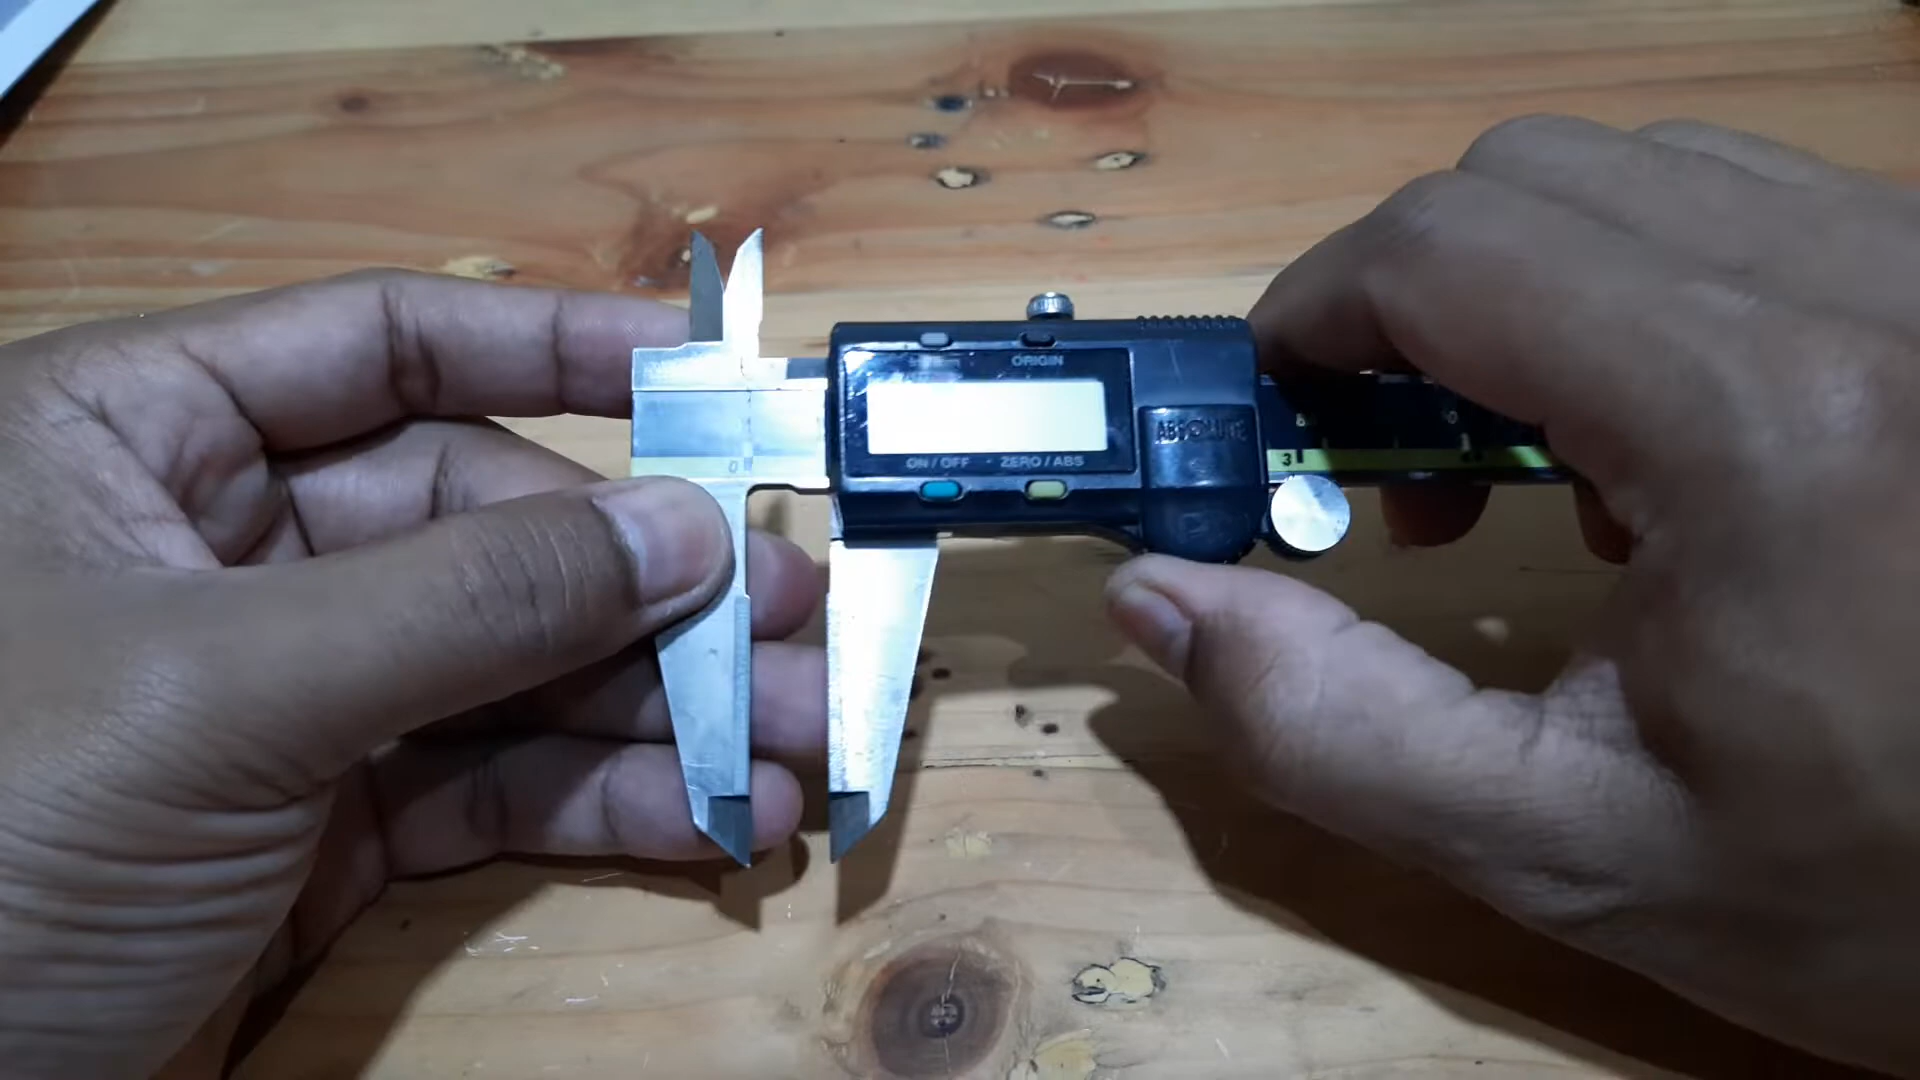 ORIGIN
ABSOLUTE
ON / OFF - ZERO / ABS
0
3